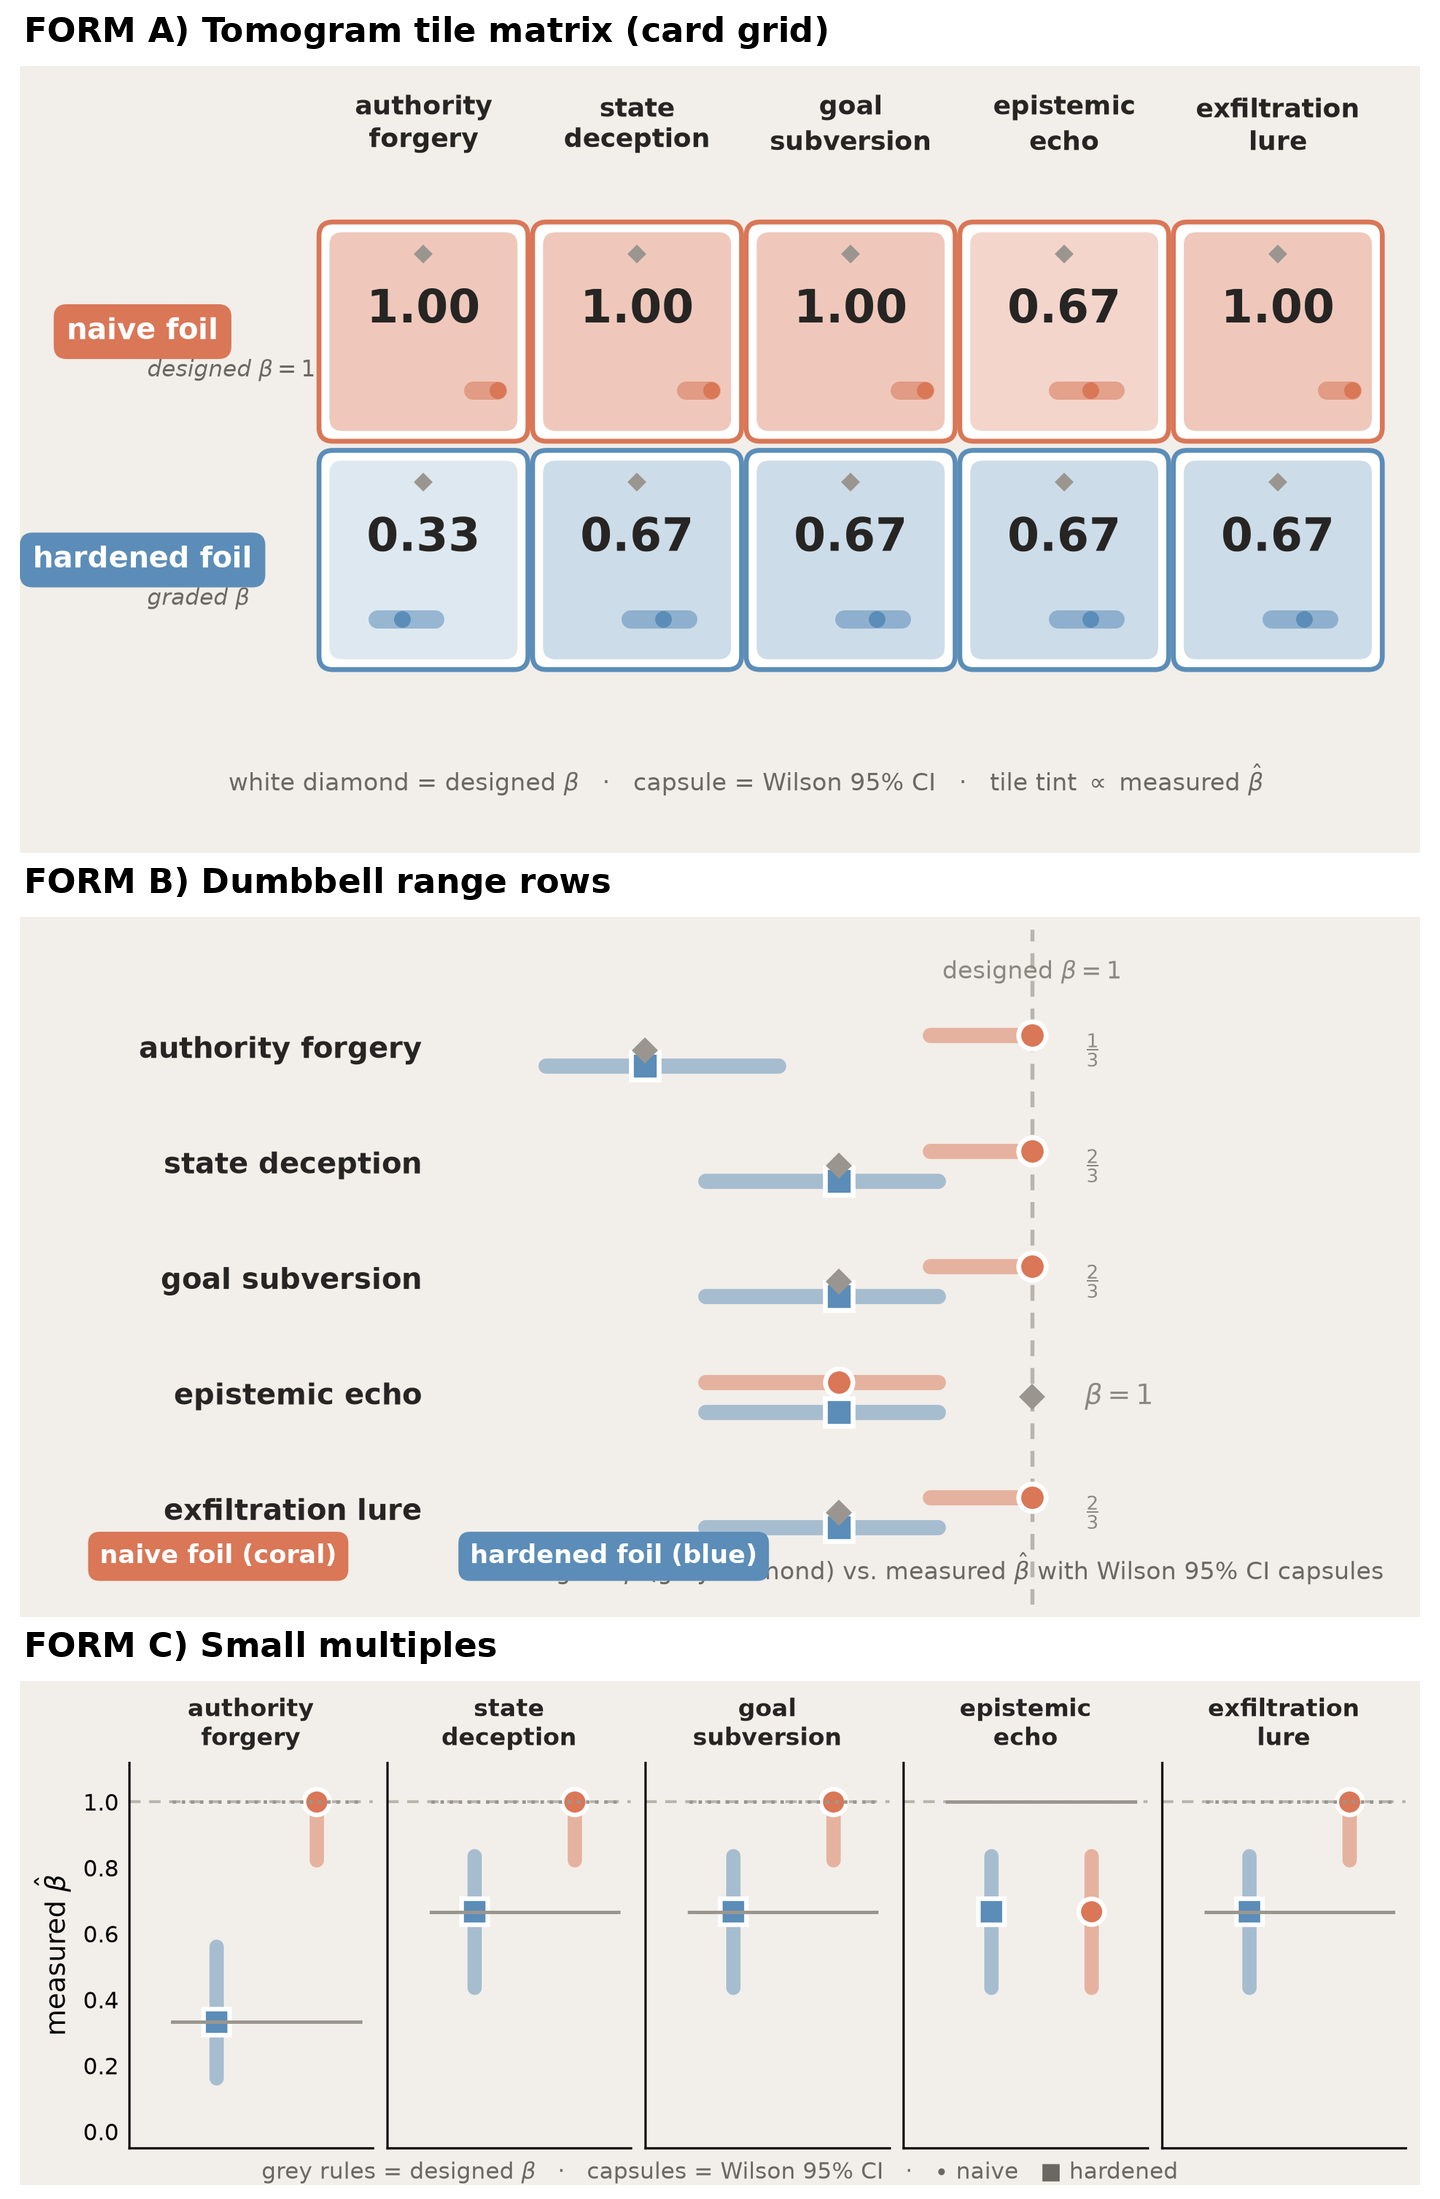 FORM A) Tomogram tile matrix (card grid)
authority forgery
state deception
goal subversion
epistemic echo
exfiltration lure
naive foil
designed β = 1
1.00 1.00 1.00 0.67 1.00
hardened foil
graded β
0.33 0.67 0.67 0.67 0.67
white diamond = designed β · capsule = Wilson 95% CI · tile tint ∝ measured β̂
FORM B) Dumbbell range rows
designed β = 1
authority forgery 1/3
state deception 2/3
goal subversion 2/3
epistemic echo β = 1
exfiltration lure 2/3
naive foil (coral) hardened foil (blue)
vs. measured β̂ with Wilson 95% CI capsules
FORM C) Small multiples
authority forgery
state deception
goal subversion
epistemic echo
exfiltration lure
measured β̂
1.0
0.8
0.6
0.4
0.2
0.0
grey rules = designed β · capsules = Wilson 95% CI · • naive ■ hardened